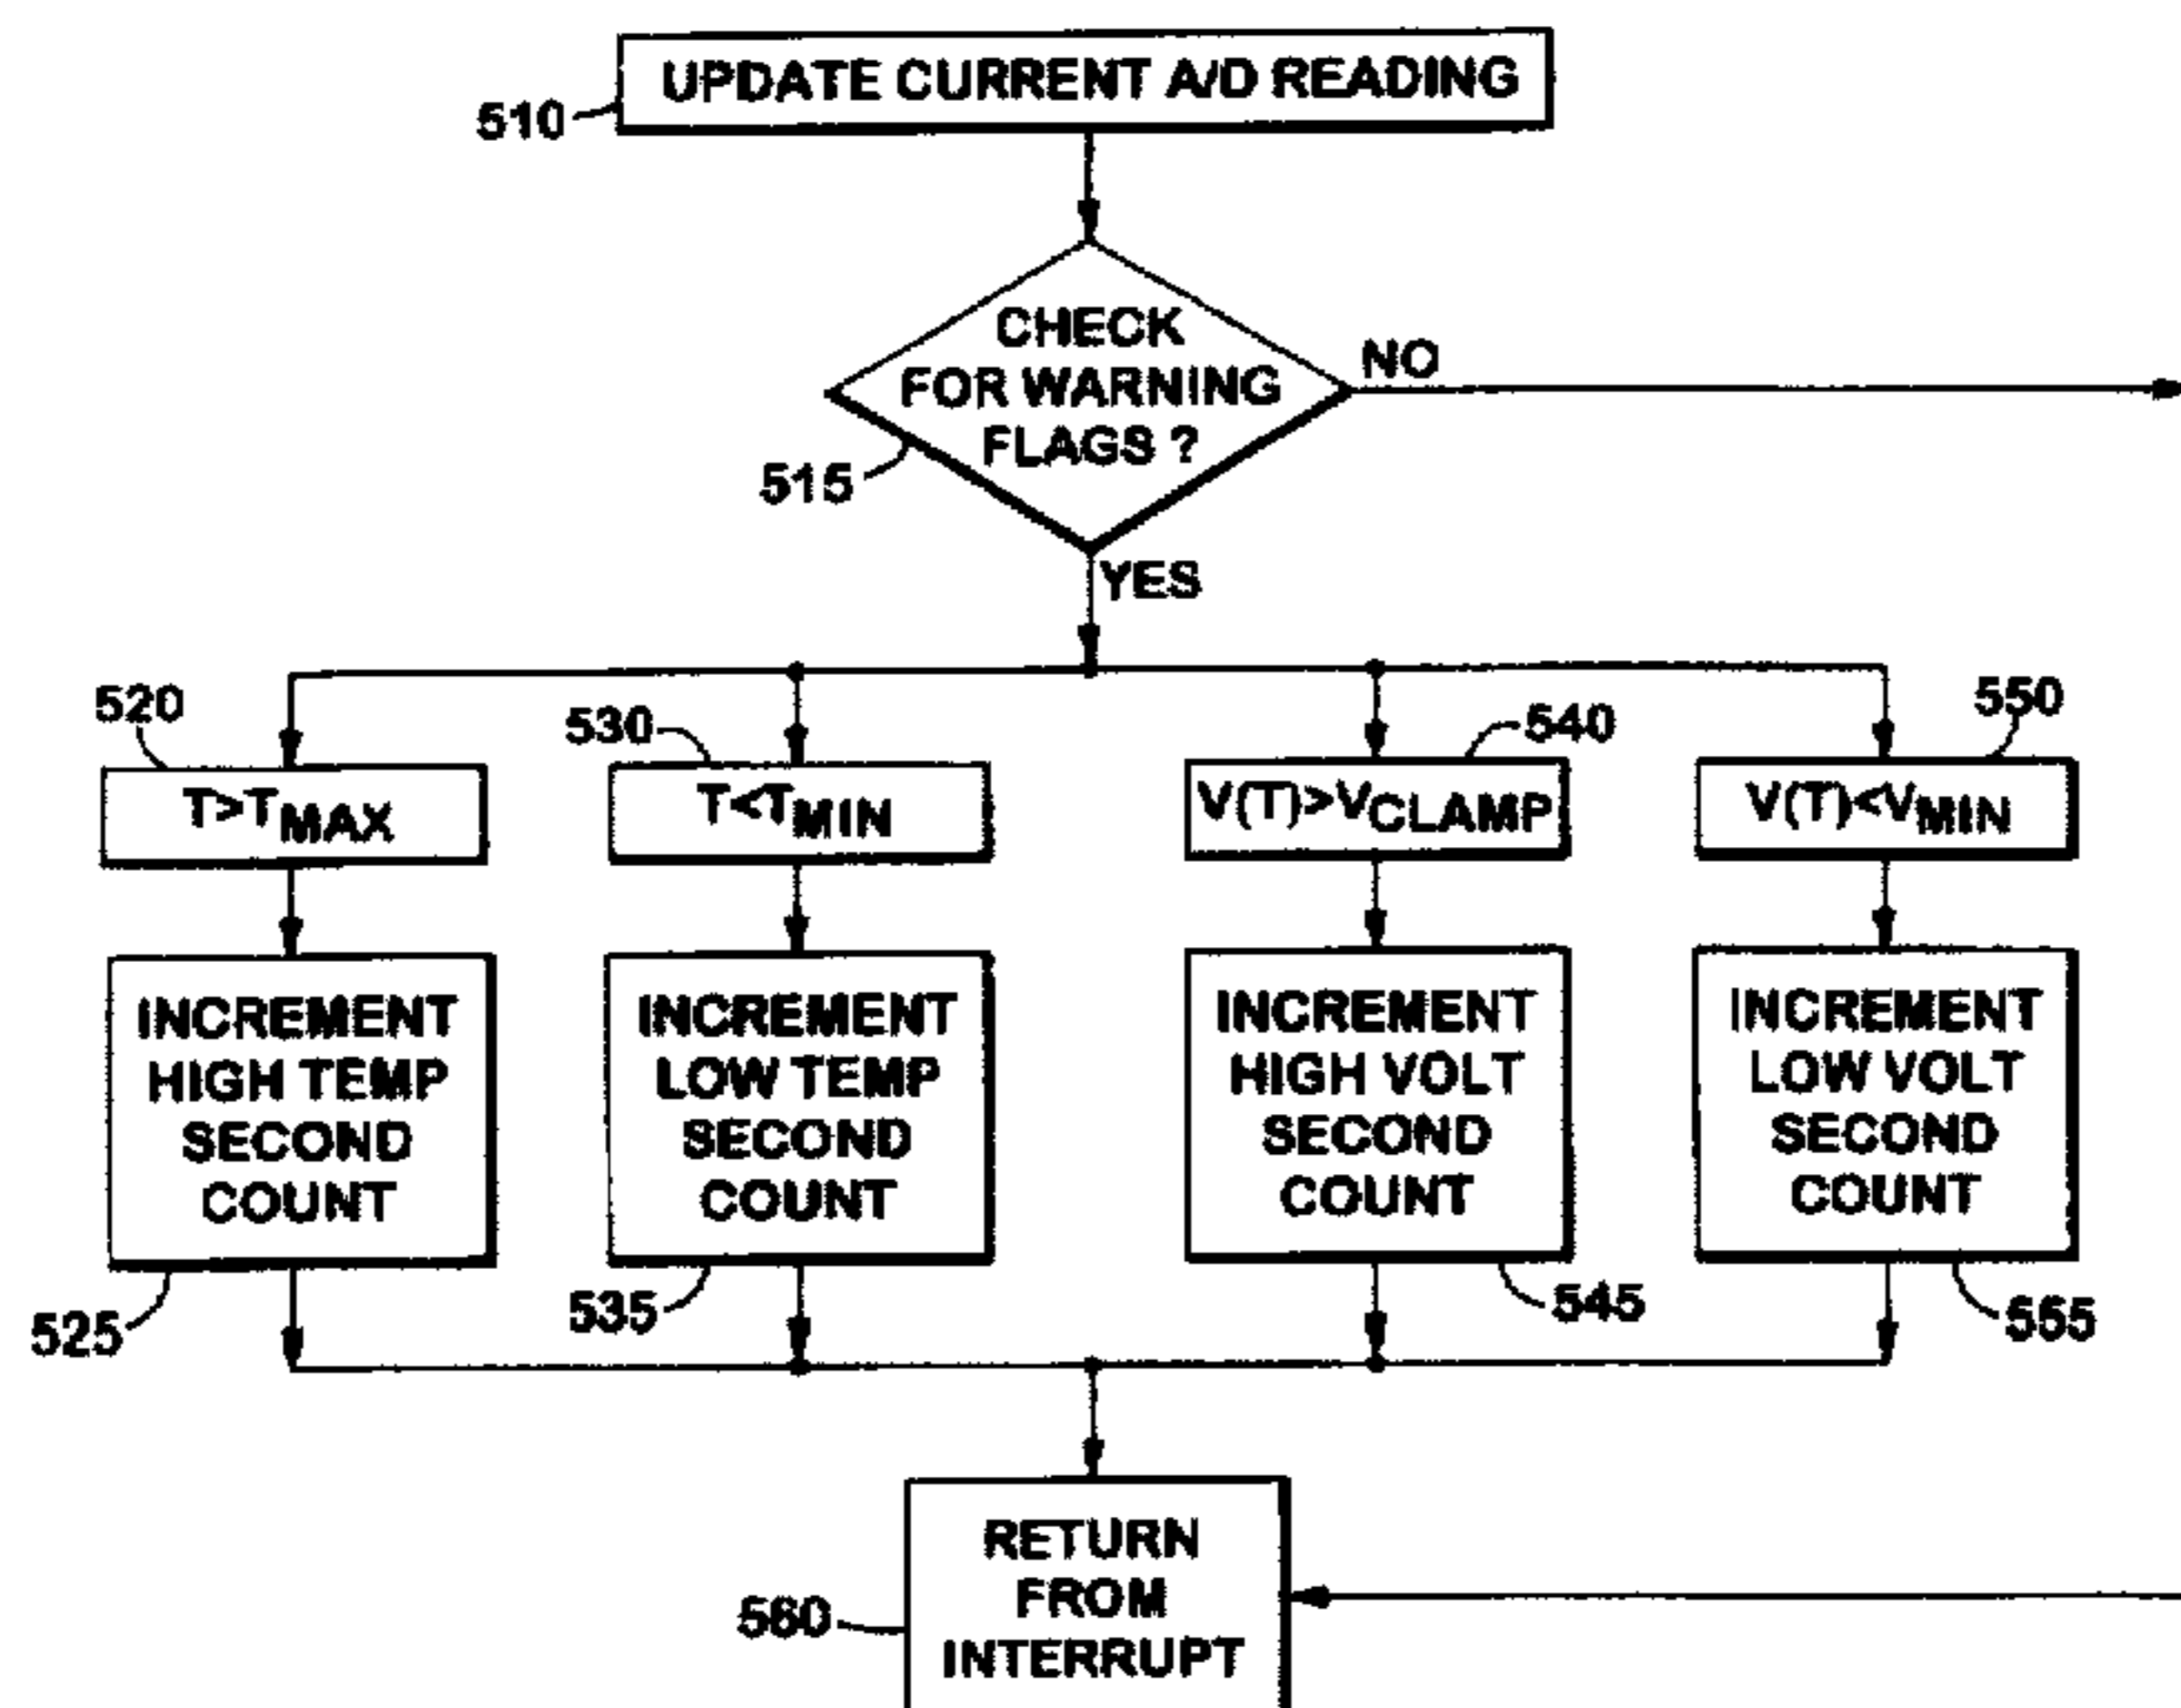 UPDATE CURRENT A/D READING
510
CHECK
FOR WARNING
FLAGS ?
NO
515
YES
520
530
540
550
T>TMAX
T<TMIN
V(T)>VCLAMP
V(T)<VMIN
INCREMENT
HIGH TEMP
SECOND
COUNT
INCREMENT
LOW TEMP
SECOND
COUNT
INCREMENT
HIGH VOLT
SECOND
COUNT
INCREMENT
LOW VOLT
SECOND
COUNT
525
535
545
555
RETURN
FROM
INTERRUPT
560